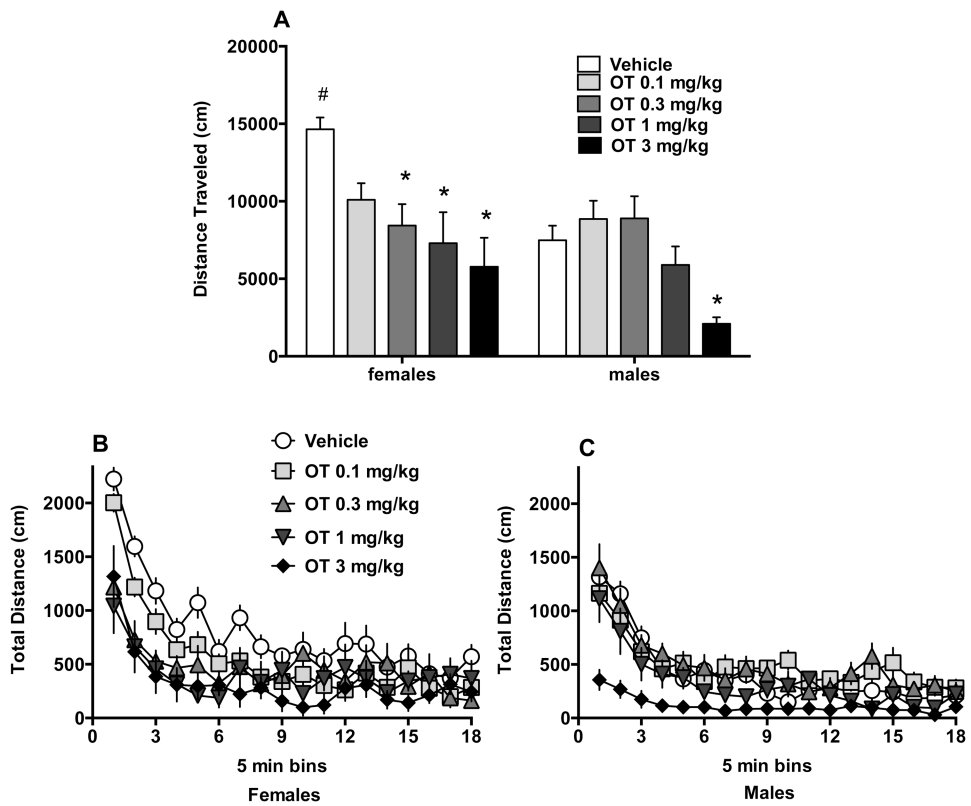 A
20000
15000
10000
5000
0
Distance Traveled (cm)
#
*
*
*
*
females
males
Vehicle
OT 0.1 mg/kg
OT 0.3 mg/kg
OT 1 mg/kg
OT 3 mg/kg
B
Vehicle
OT 0.1 mg/kg
OT 0.3 mg/kg
OT 1 mg/kg
OT 3 mg/kg
2000
1500
1000
500
0
Total Distance (cm)
0 3 6 9 12 15 18
5 min bins
Females
C
2000
1500
1000
500
0
Total Distance (cm)
0 3 6 9 12 15 18
5 min bins
Males